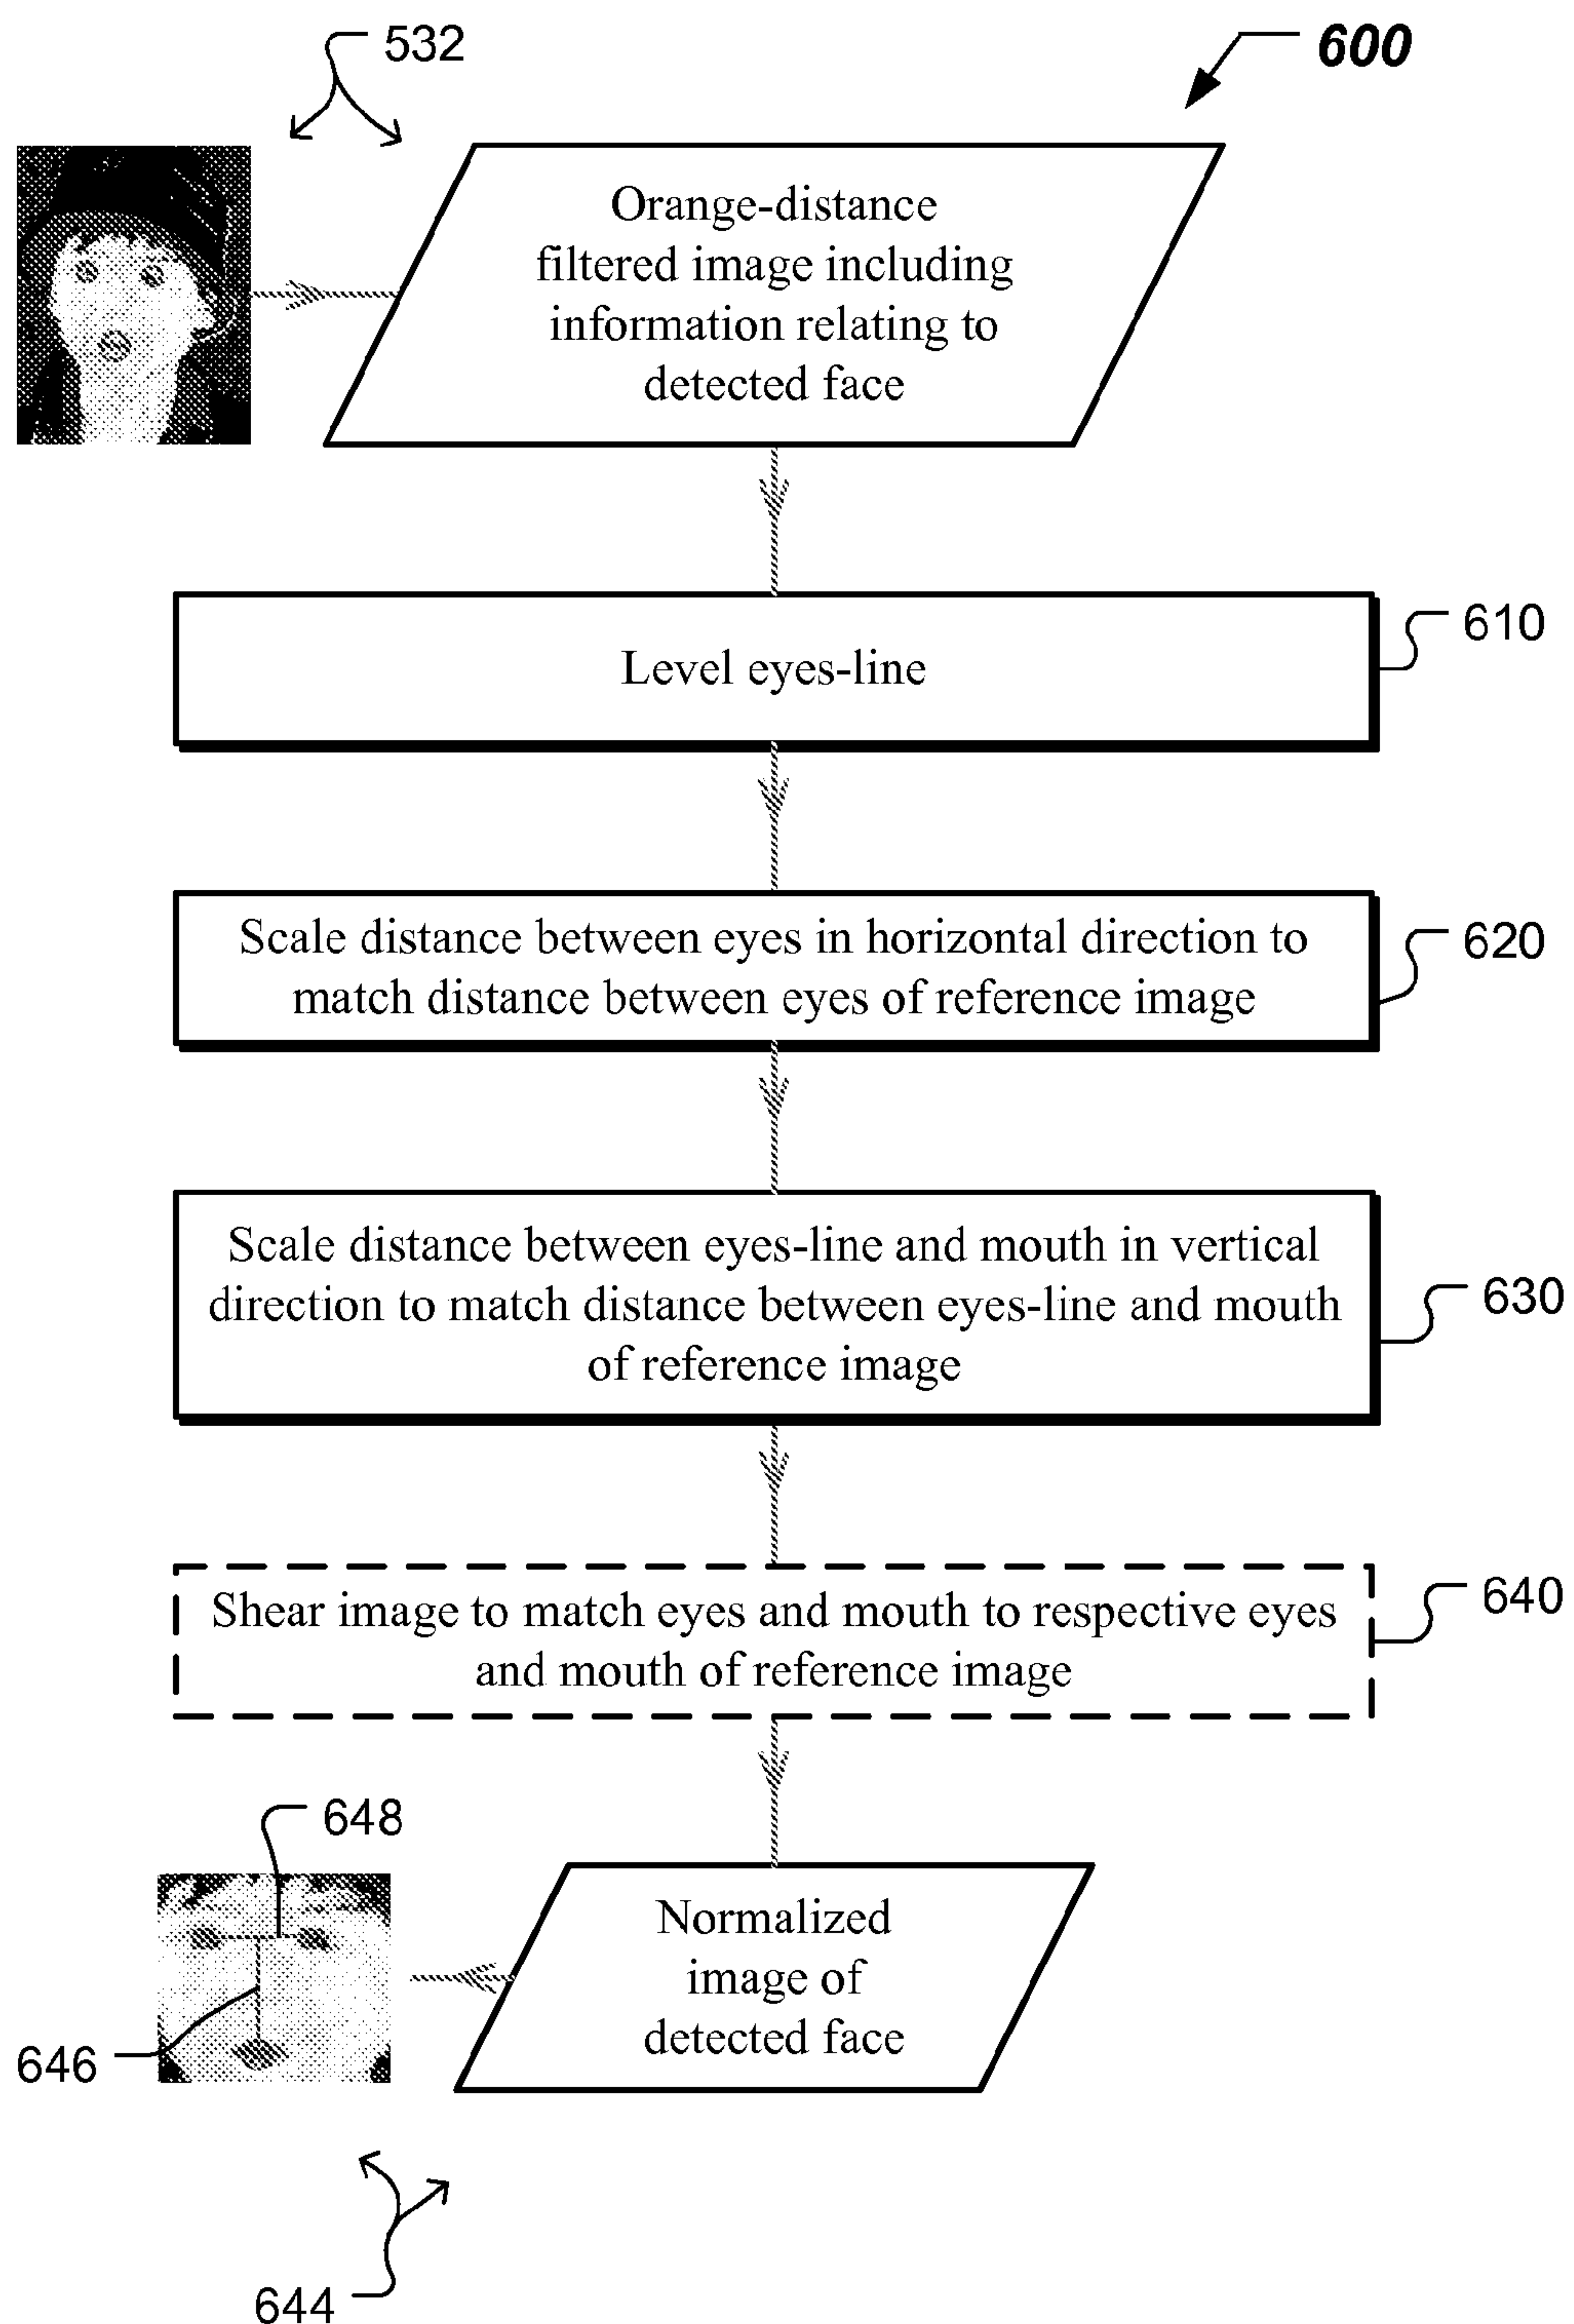 532
600
Orange-distance
filtered image including
information relating to
detected face
610
Level eyes-line
Scale distance between eyes in horizontal direction to
match distance between eyes of reference image
620
Scale distance between eyes-line and mouth in vertical
direction to match distance between eyes-line and mouth
of reference image
630
Shear image to match eyes and mouth to respective eyes
and mouth of reference image
640
648
Normalized
image of
detected face
646
644